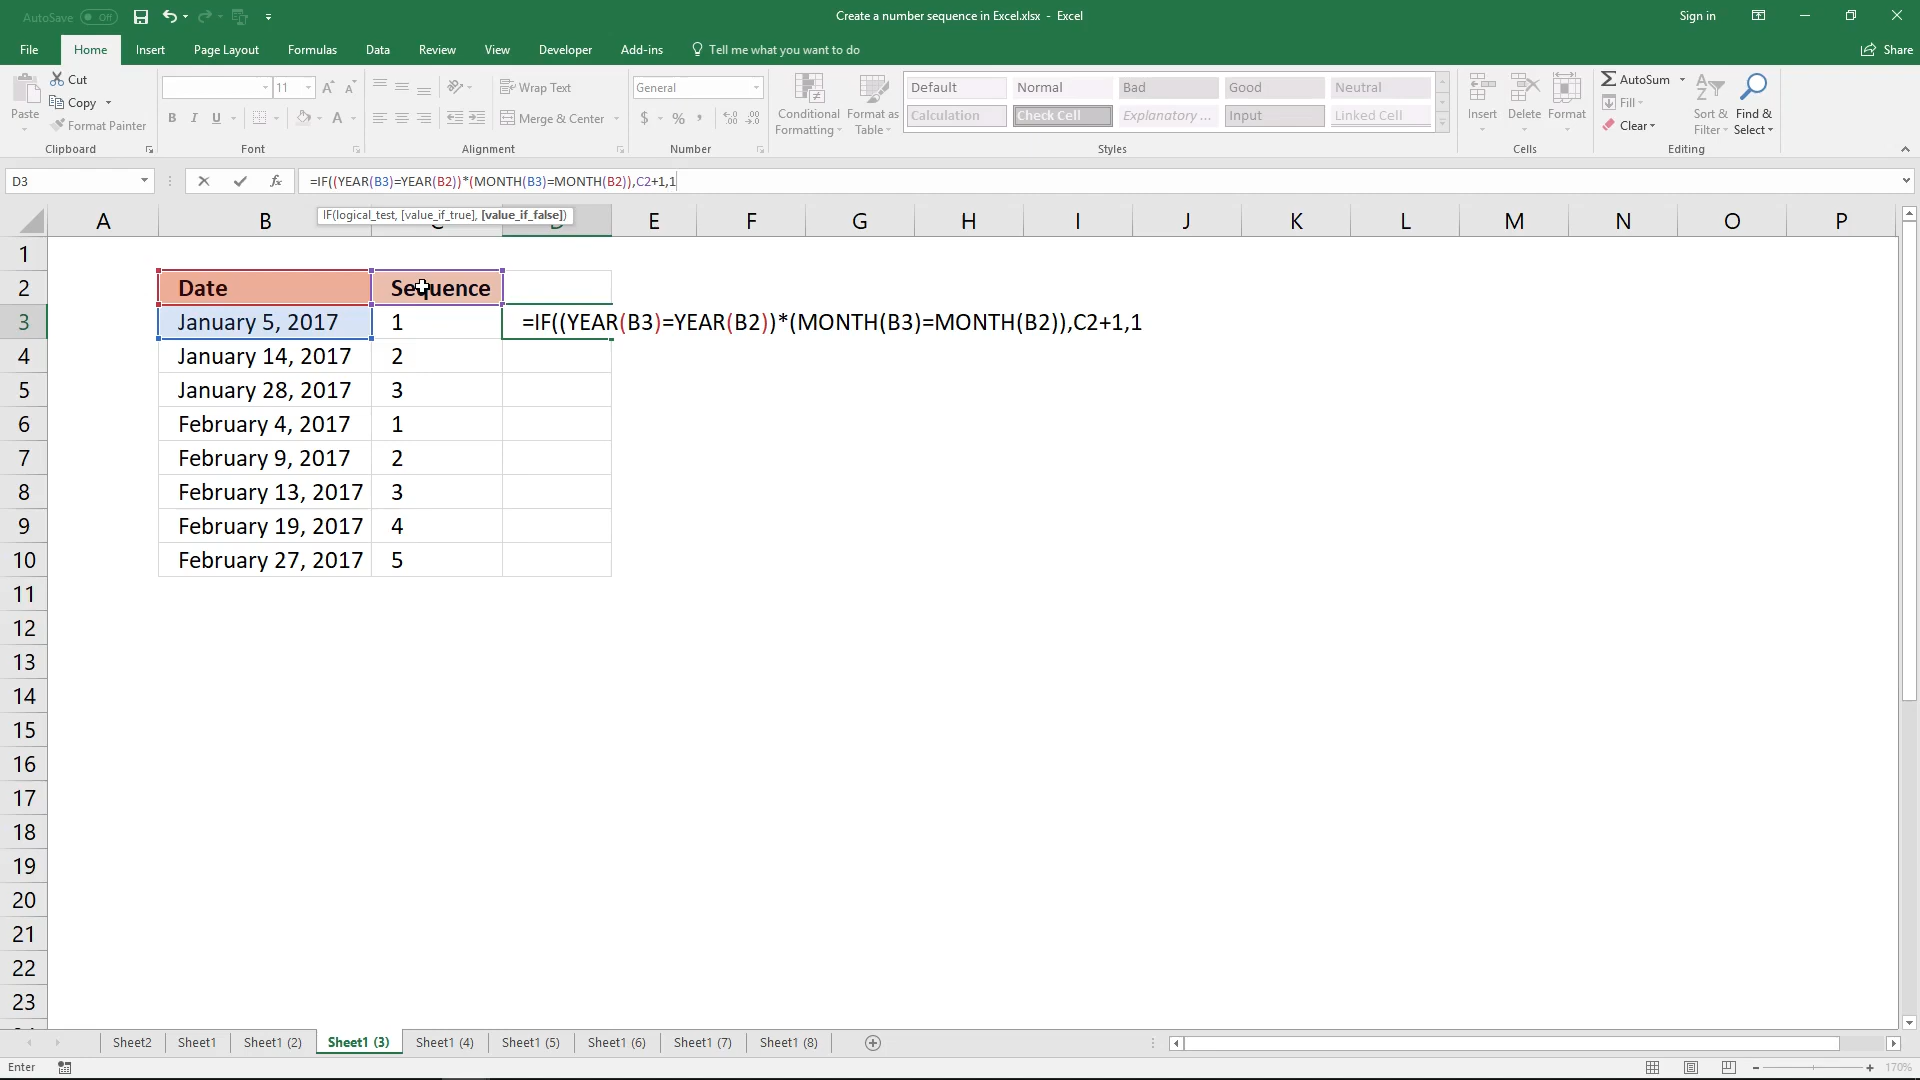 AutoSave Off
Create a number sequence in Excel.xlsx - Excel
Sign in
File Home Insert Page Layout Formulas Data Review View Developer Add-ins Tell me what you want to do
Share
Paste
Cut
Copy
Format Painter
Clipboard
11
B I U
Font
Wrap Text
Merge & Center
Alignment
General
$ % ,
Number
Conditional Formatting
Format as Table
Default Normal Bad Good Neutral
Calculation Check Cell Explanatory ... Input Linked Cell
Styles
Insert Delete Format
Cells
AutoSum
Fill
Clear
Sort & Filter
Find & Select
Editing
D3
fx
=IF((YEAR(B3)=YEAR(B2))*(MONTH(B3)=MONTH(B2)),C2+1,1
IF(logical_test, [value_if_true], [value_if_false])
A B C D E F G H I J K L M N O P
1
2 Date Sequence
3 January 5, 2017 1 =IF((YEAR(B3)=YEAR(B2))*(MONTH(B3)=MONTH(B2)),C2+1,1
4 January 14, 2017 2
5 January 28, 2017 3
6 February 4, 2017 1
7 February 9, 2017 2
8 February 13, 2017 3
9 February 19, 2017 4
10 February 27, 2017 5
11
12
13
14
15
16
17
18
19
20
21
22
23
Sheet2 Sheet1 Sheet1 (2) Sheet1 (3) Sheet1 (4) Sheet1 (5) Sheet1 (6) Sheet1 (7) Sheet1 (8)
Enter
170%